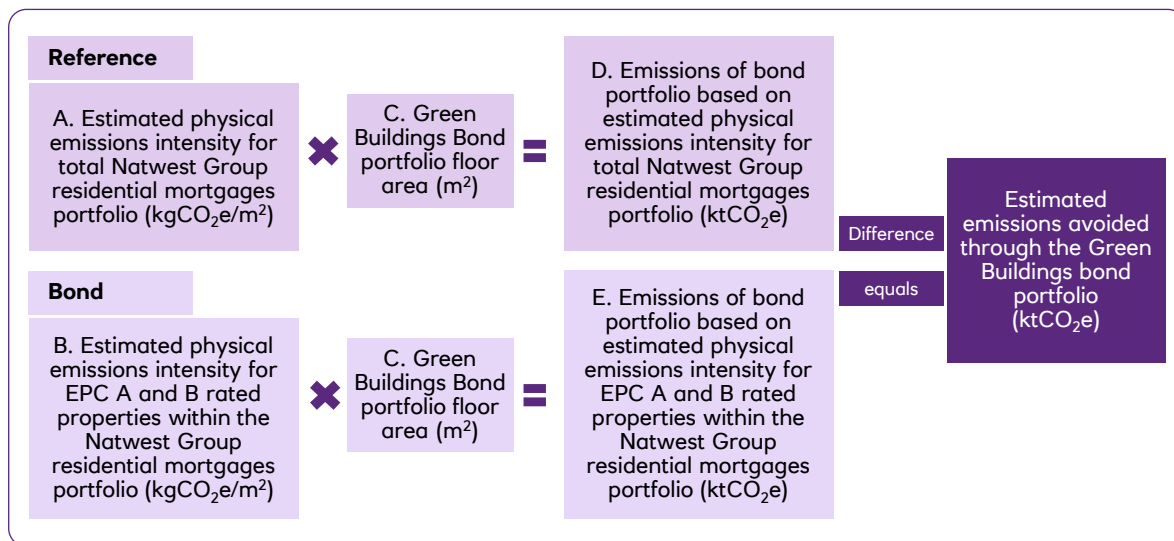 Reference
A. Estimated physical
emissions intensity for
total Natwest Group
residential mortgages
portfolio (kgCO₂e/m²)
✖
C. Green
Buildings Bond
portfolio floor
area (m²)
=
D. Emissions of bond
portfolio based on
estimated physical
emissions intensity for
total Natwest Group
residential mortgages
portfolio (ktCO₂e)
Bond
B. Estimated physical
emissions intensity for
EPC A and B rated
properties within the
Natwest Group
residential mortgages
portfolio (kgCO₂e/m²)
✖
C. Green
Buildings Bond
portfolio floor
area (m²)
=
E. Emissions of bond
portfolio based on
estimated physical
emissions intensity for
EPC A and B rated
properties within the
Natwest Group
residential mortgages
portfolio (ktCO₂e)
Difference
equals
Estimated
emissions avoided
through the Green
Buildings bond
portfolio
(ktCO₂e)